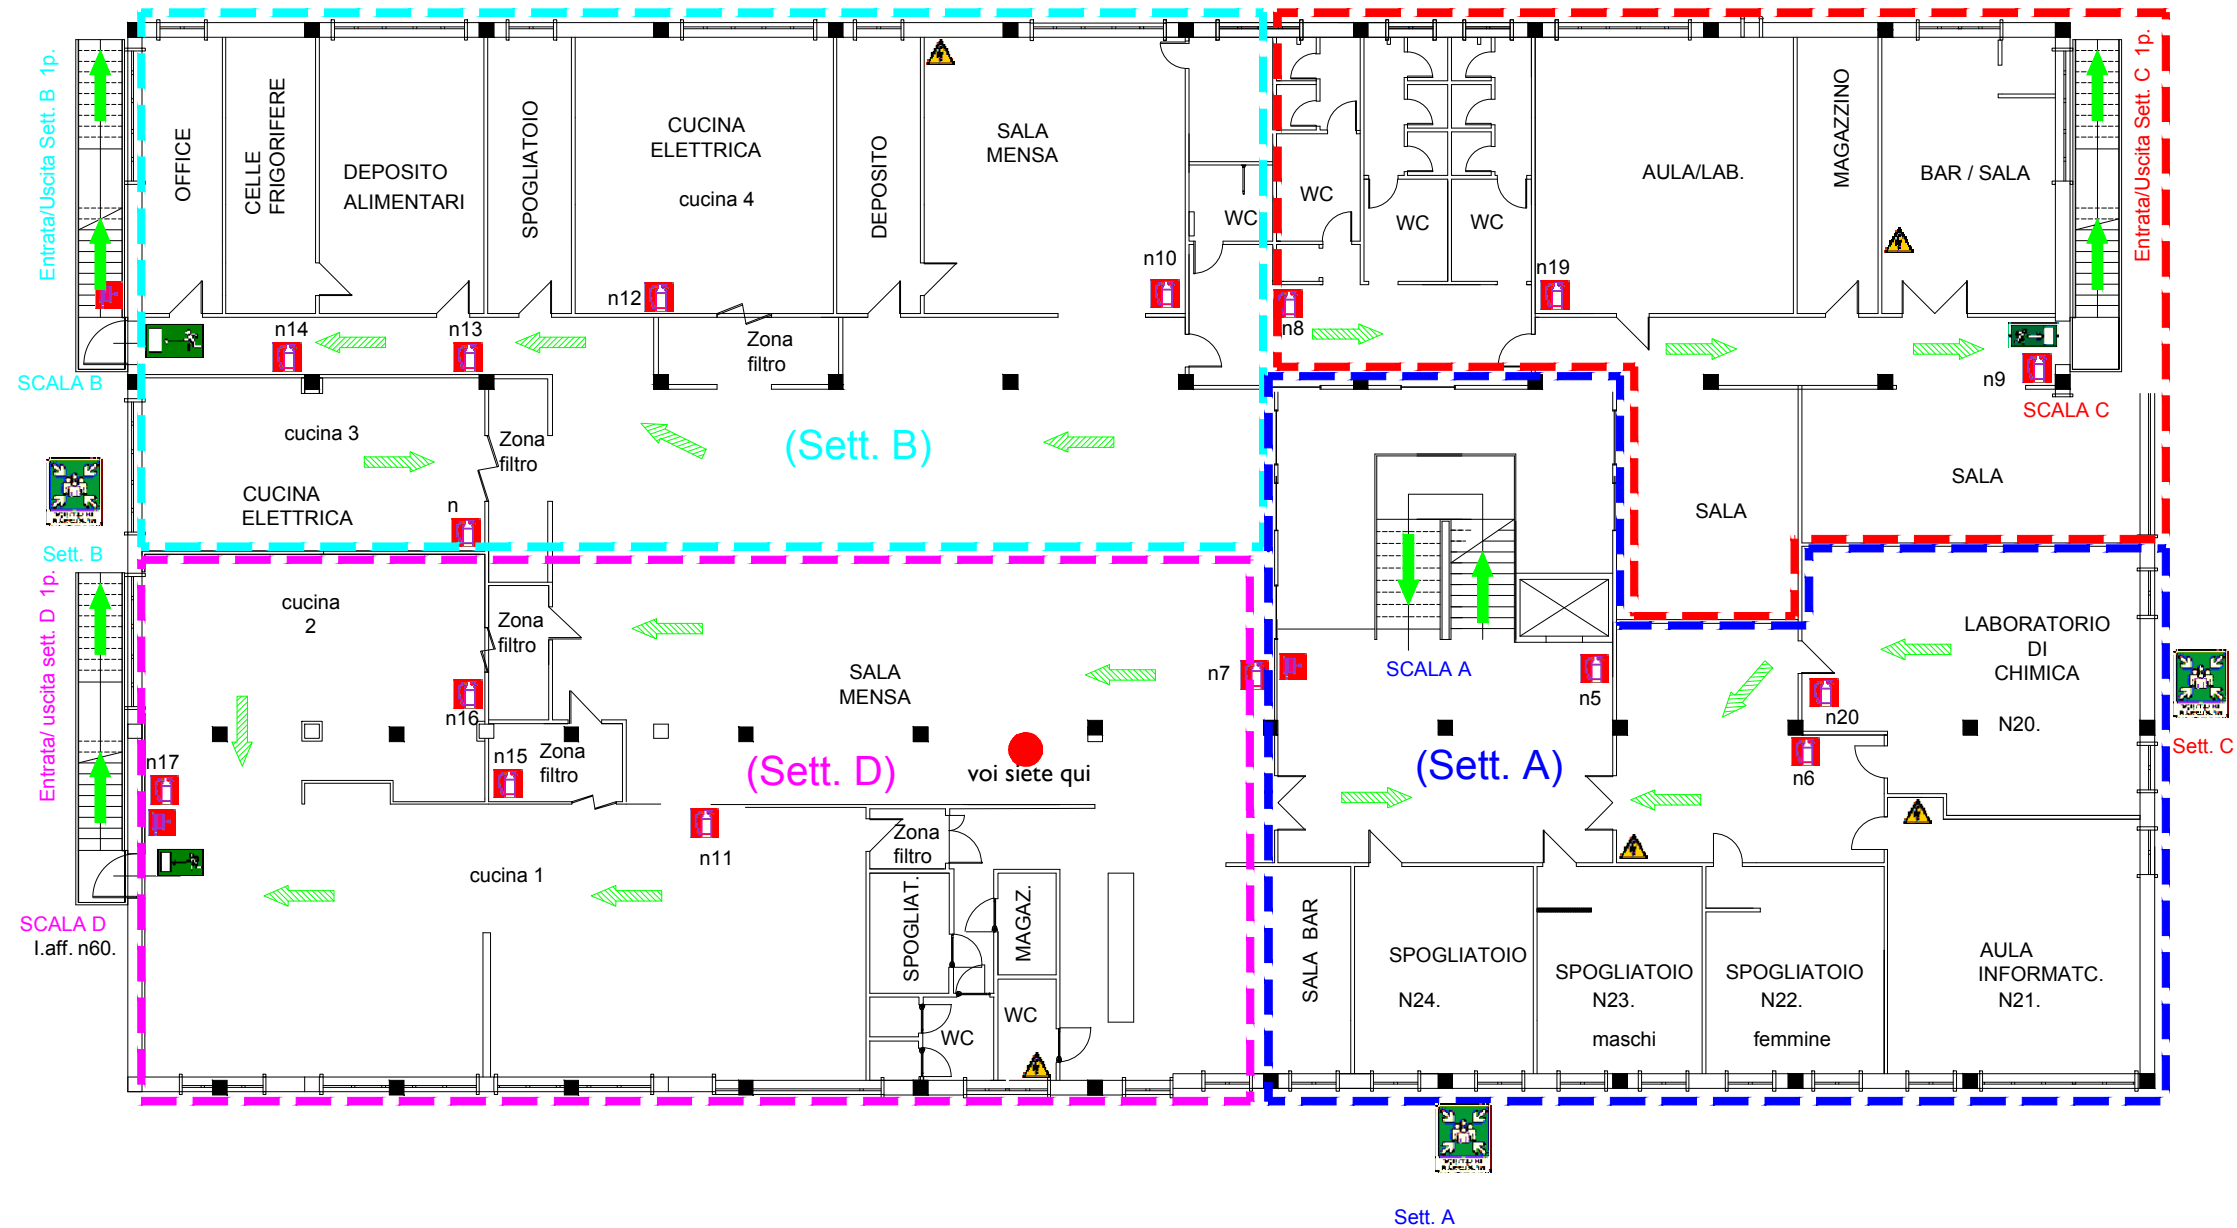 Entrata/Uscita Sett. B 1p.
OFFICE
CELLE
FRIGORIFERE
DEPOSITO
ALIMENTARI
SPOGLIATOIO
CUCINA
ELETTRICA
cucina 4
DEPOSITO
SALA
MENSA
WC
WC
WC
WC
AULA/LAB.
MAGAZZINO
BAR / SALA
Entrata/Uscita Sett. C 1p.
n10
n12
n19
n8
n14
n13
Zona
filtro
n9
SCALA B
SCALA C
cucina 3
Zona
filtro
(Sett. B)
CUCINA
ELETTRICA
n
SALA
SALA
Sett. B
Entrata/ uscita sett. D 1p.
cucina
2
Zona
filtro
SALA
MENSA
n7
SCALA A
n5
LABORATORIO
DI
CHIMICA
N20.
n20
n16
n17
n15
Zona
filtro
(Sett. D)
voi siete qui
(Sett. A)
n6
Sett. C
n11
Zona
filtro
cucina 1
SCALA D
I.aff. n60.
SPOGLIAT.
MAGAZ.
WC
WC
SALA BAR
SPOGLIATOIO
N24.
SPOGLIATOIO
N23.
maschi
SPOGLIATOIO
N22.
femmine
AULA
INFORMATC.
N21.
Sett. A